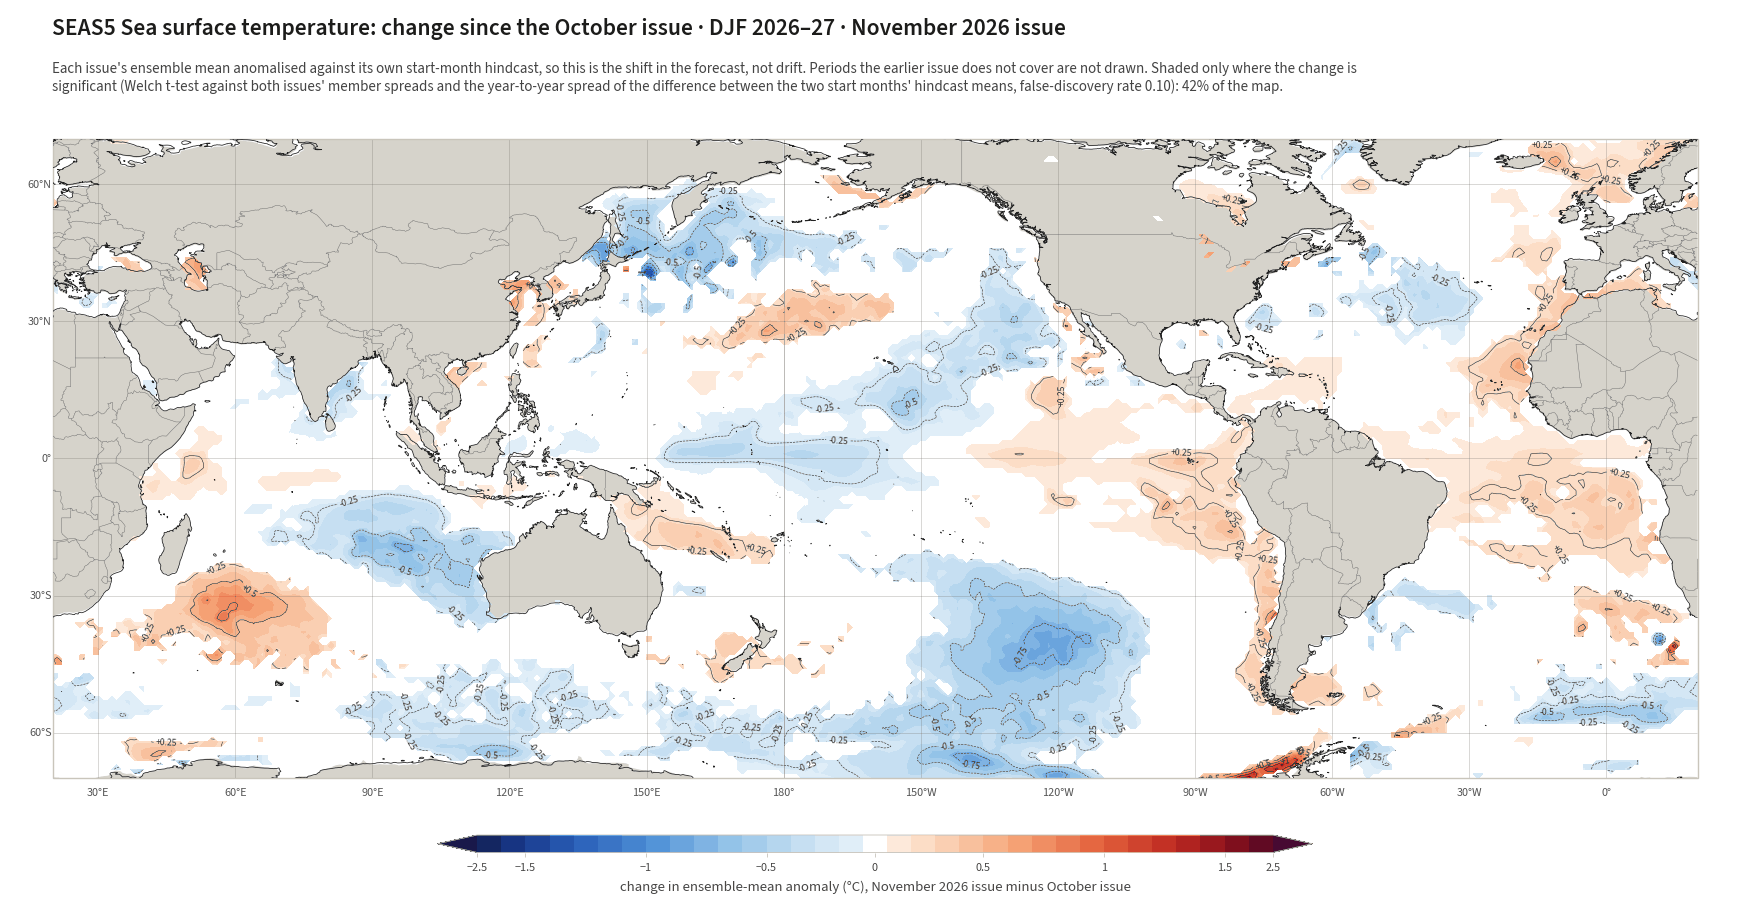 SEAS5 Sea surface temperature: change since the October issue · DJF 2026–27 · November 2026 issue
Each issue's ensemble mean anomalised against its own start-month hindcast, so this is the shift in the forecast, not drift. Periods the earlier issue does not cover are not drawn. Shaded only where the change is
significant (Welch t-test against both issues' member spreads and the year-to-year spread of the difference between the two start months' hindcast means, false-discovery rate 0.10): 42% of the map.
60°N
30°N
0°
30°S
60°S
30°E 60°E 90°E 120°E 150°E 180° 150°W 120°W 90°W 60°W 30°W 0°
−2.5 −1.5 −1 −0.5 0 0.5 1 1.5 2.5
change in ensemble-mean anomaly (°C), November 2026 issue minus October issue